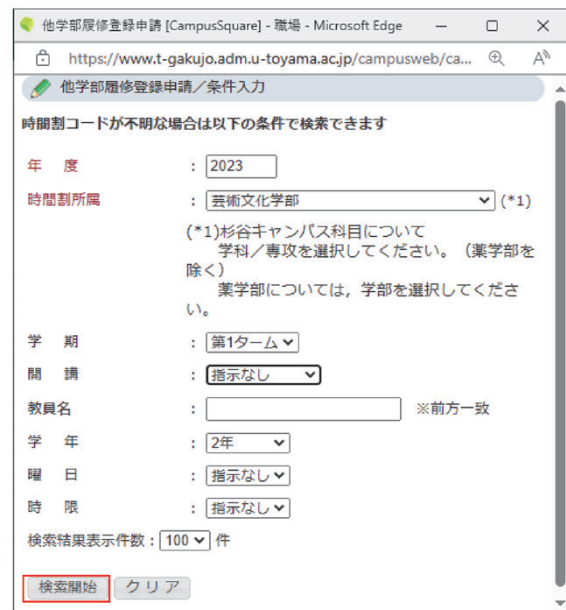 他学部履修登録申請 [CampusSquare] - 職場 - Microsoft Edge
https://www.t-gakujo.adm.u-toyama.ac.jp/campusweb/ca...
他学部履修登録申請／条件入力
時間割コードが不明な場合は以下の条件で検索できます
年 度 : 2023
時間割所属 : 芸術文化学部 (*1)
(*1)杉谷キャンパス科目について
学科／専攻を選択してください。（薬学部を
除く）
薬学部については，学部を選択してくださ
い。
学 期 : 第1ターム
開 講 : 指示なし
教員名 : ※前方一致
学 年 : 2年
曜 日 : 指示なし
時 限 : 指示なし
検索結果表示件数 : 100 件
検索開始 クリア